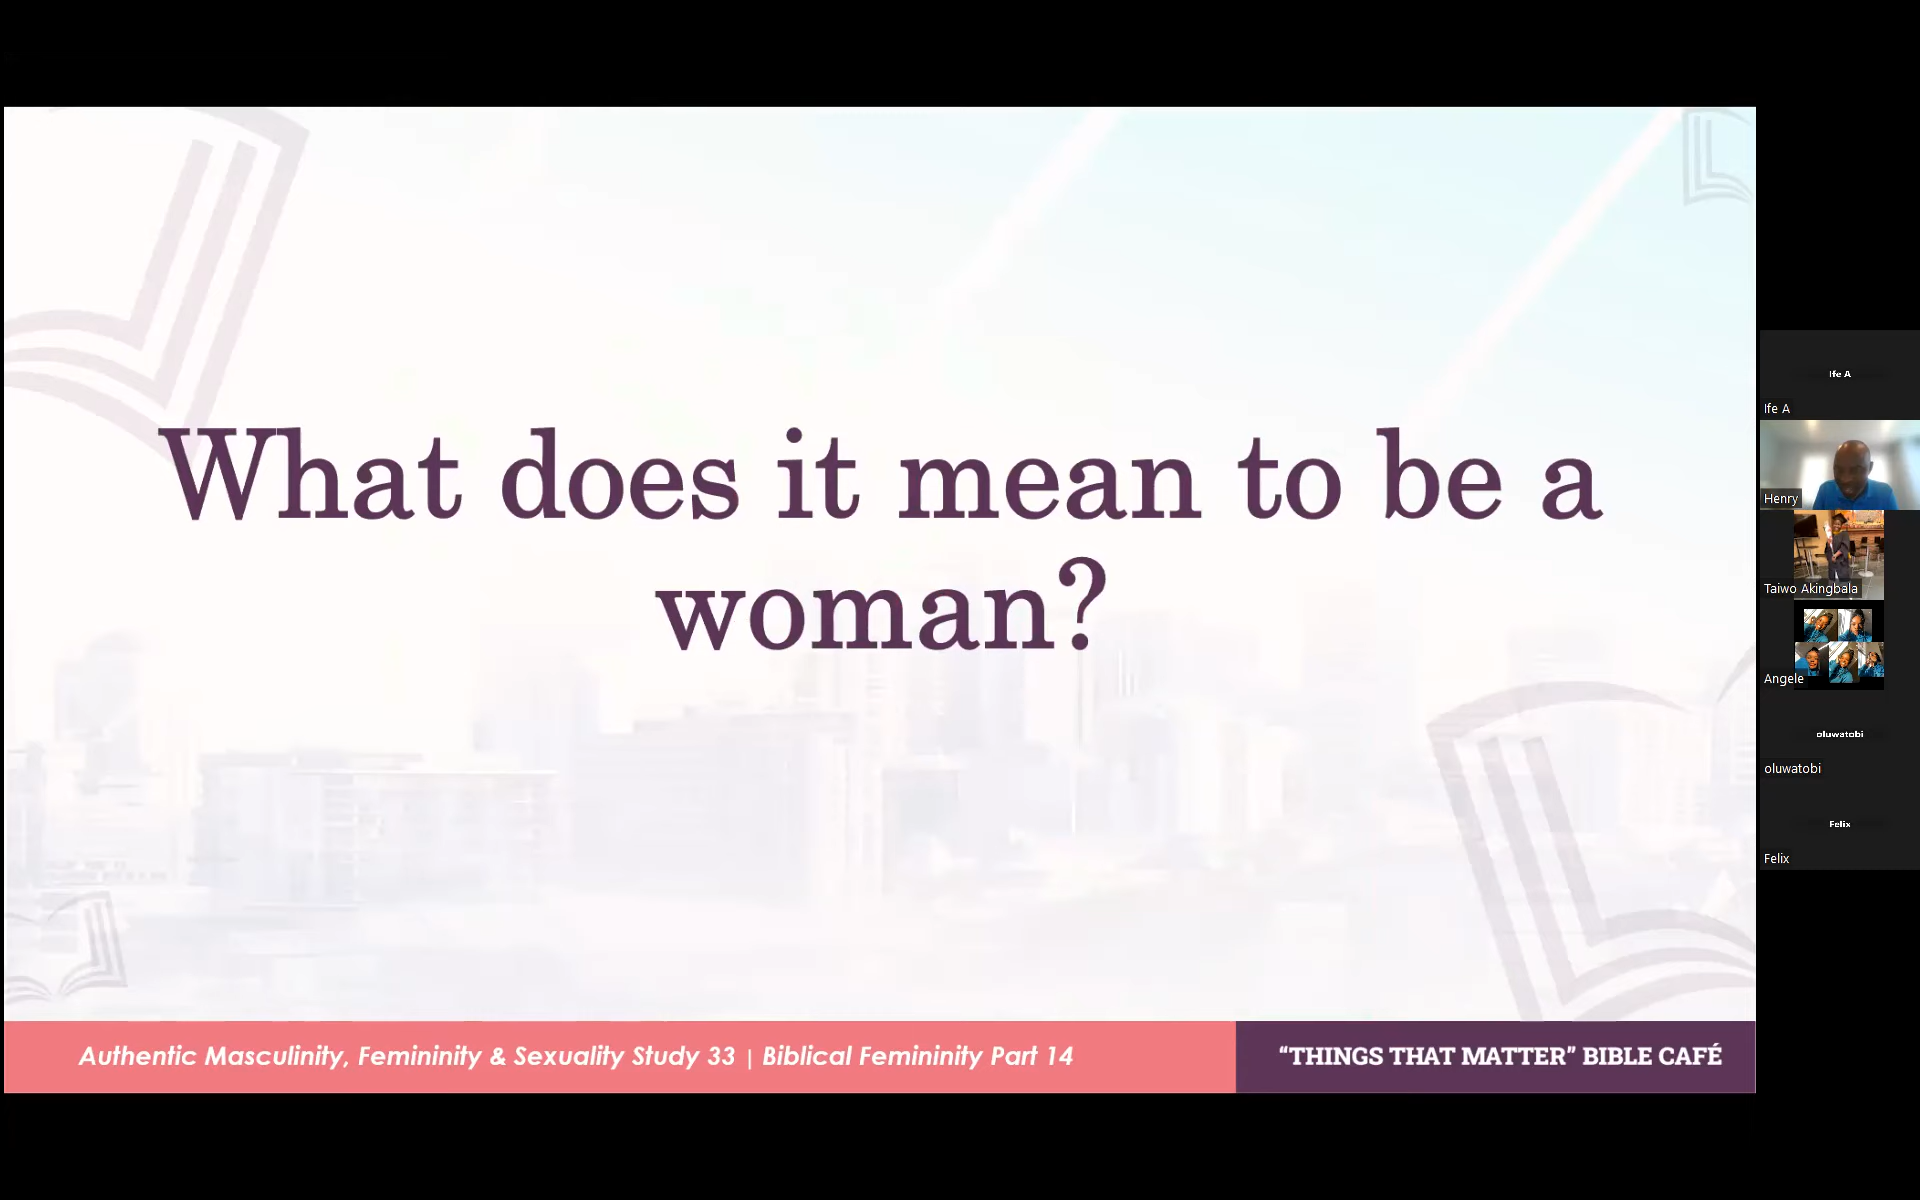 What does it mean to be a
woman?
Authentic Masculinity, Femininity & Sexuality Study 33 | Biblical Femininity Part 14
“THINGS THAT MATTER” BIBLE CAFÉ
Ife A
Ife A
Henry
Taiwo Akingbala
Angele
oluwatobi
oluwatobi
Felix
Felix